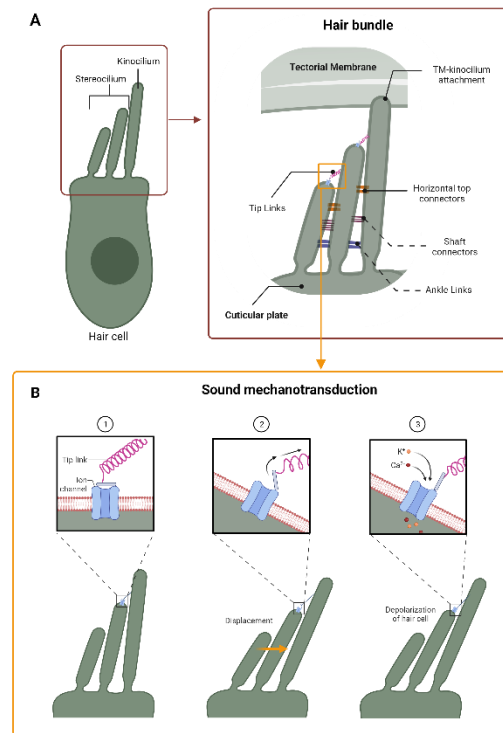 A
Hair bundle
Kinocilium
Stereocilium
Hair cell
Tectorial Membrane
TM-kinocilium
attachment
Tip Links
Horizontal top
connectors
Shaft
connectors
Ankle Links
Cuticular plate
B
Sound mechanotransduction
1
2
3
Tip link
Ion
channel
K⁺
Ca²
Displacement
Depolarization
of hair cell